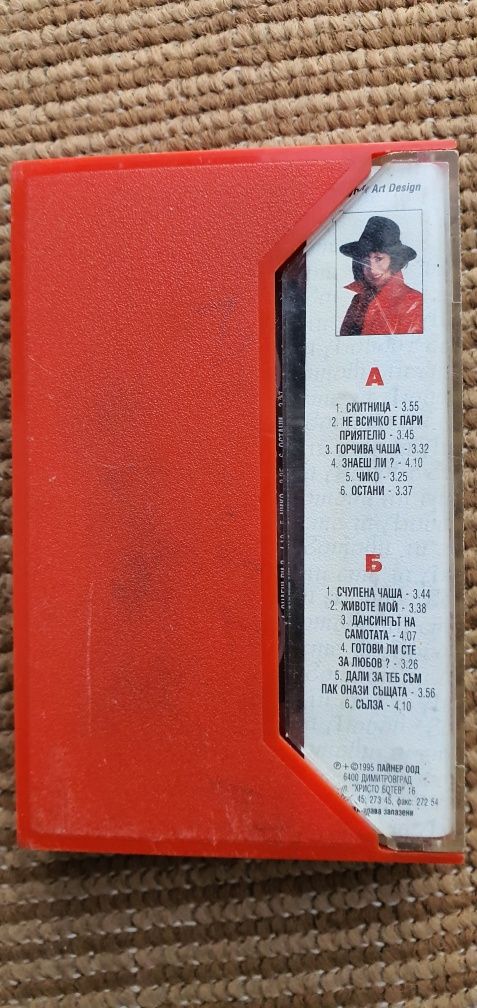 Art Design
А
1. СКИТНИЦА - 3.55
2. НЕ ВСИЧКО Е ПАРИ
ПРИЯТЕЛЮ - 3.45
3. ГОРЧИВА ЧАША - 3.32
4. ЗНАЕШ ЛИ ? - 4.10
5. ЧИКО - 3.25
6. ОСТАНИ - 3.37
Б
1. СЧУПЕНА ЧАША - 3.44
2. ЖИВОТЕ МОЙ - 3.38
3. ДАНСИНГЪТ НА
САМОТАТА - 4.07
4. ГОТОВИ ЛИ СТЕ
ЗА ЛЮБОВ ? - 3.26
5. ДАЛИ ЗА ТЕБ СЪМ
ПАК ОНАЗИ СЪЩАТА - 3.56
6. СЪЛЗА - 4.10
℗ + ©1995 ПАЙНЕР ООД
6400 ДИМИТРОВГРАД
"ХРИСТО БОТЕВ" 16
45; 273 45, факс: 272 54
права запазени